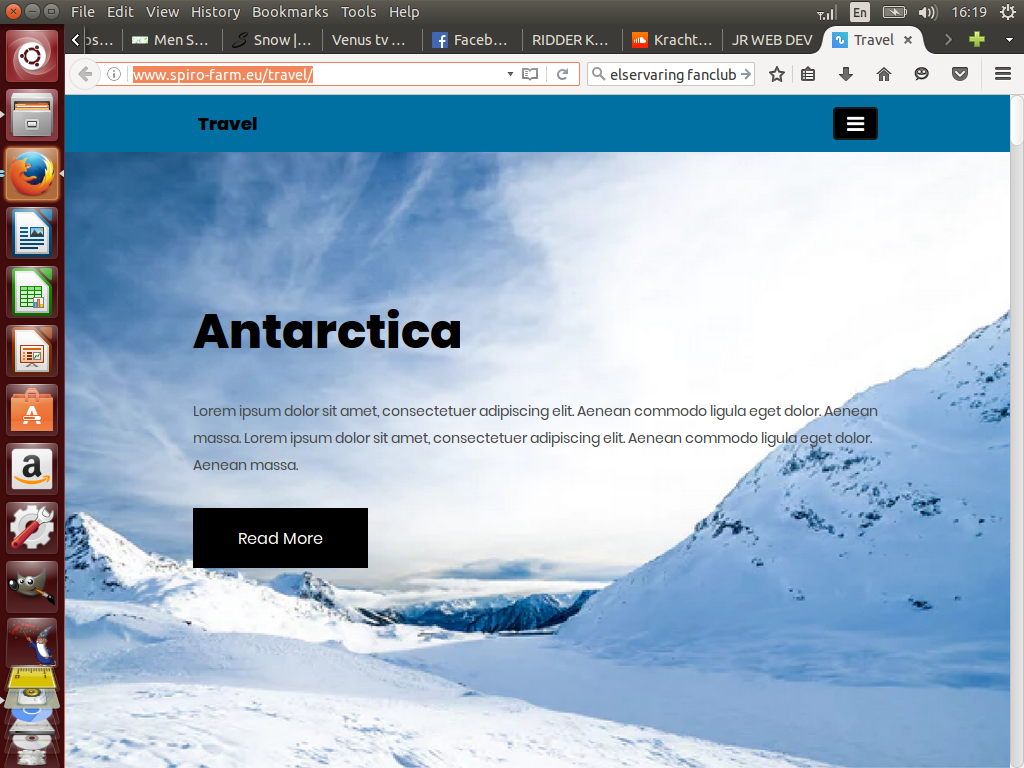 File Edit View History Bookmarks Tools Help
En
16:19
os...
Men S...
Snow |...
Venus tv ...
Faceb...
RIDDER K...
Kracht...
JR WEB DEV
Travel
www.spiro-farm.eu/travel/
elservaring fanclub
Travel
Antarctica
Lorem ipsum dolor sit amet, consectetuer adipiscing elit. Aenean commodo ligula eget dolor. Aenean
massa. Lorem ipsum dolor sit amet, consectetuer adipiscing elit. Aenean commodo ligula eget dolor.
Aenean massa.
Read More